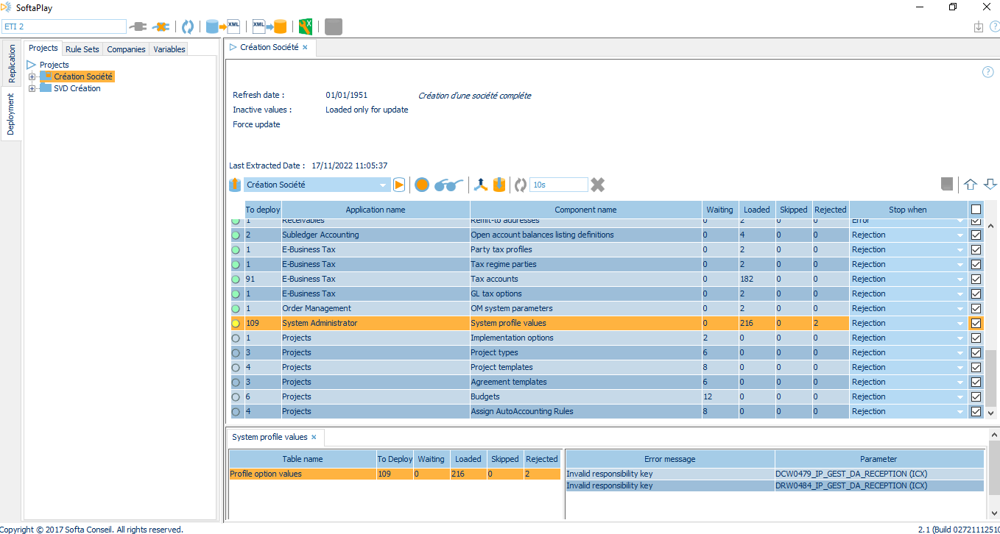 SoftaPlay
ETI 2
XML XML
Replication
Deployment
Projects Rule Sets Companies Variables
Projects
Création Société
SVD Création
Création Société
Refresh date : 01/01/1951 Création d'une société complète
Inactive values : Loaded only for update
Force update
Last Extracted Date : 17/11/2022 11:05:37
Création Société 10s
To deploy Application name Component name Waiting Loaded Skipped Rejected Stop when
1 Receivables Remit-to addresses 0 2 0 0 Error
2 Subledger Accounting Open account balances listing definitions 0 4 0 0 Rejection
1 E-Business Tax Party tax profiles 0 2 0 0 Rejection
1 E-Business Tax Tax regime parties 0 2 0 0 Rejection
91 E-Business Tax Tax accounts 0 182 0 0 Rejection
1 E-Business Tax GL tax options 0 2 0 0 Rejection
1 Order Management OM system parameters 0 2 0 0 Rejection
109 System Administrator System profile values 0 216 0 2 Rejection
1 Projects Implementation options 2 0 0 0 Rejection
3 Projects Project types 6 0 0 0 Rejection
4 Projects Project templates 8 0 0 0 Rejection
3 Projects Agreement templates 6 0 0 0 Rejection
6 Projects Budgets 12 0 0 0 Rejection
4 Projects Assign AutoAccounting Rules 8 0 0 0 Rejection
System profile values
Table name To Deploy Waiting Loaded Skipped Rejected
Profile option values 109 0 216 0 2
Error message Parameter
Invalid responsibility key DCW0479_IP_GEST_DA_RECEPTION (ICX)
Invalid responsibility key DRW0484_IP_GEST_DA_RECEPTION (ICX)
Copyright © 2017 Softa Conseil. All rights reserved. 2.1 (Build 02721112510